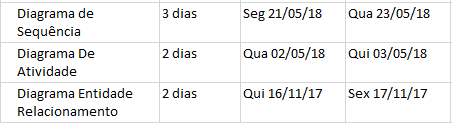 Diagrama de Sequência 3 dias Seg 21/05/18 Qua 23/05/18
Diagrama De Atividade 2 dias Qua 02/05/18 Qui 03/05/18
Diagrama Entidade Relacionamento 2 dias Qui 16/11/17 Sex 17/11/17